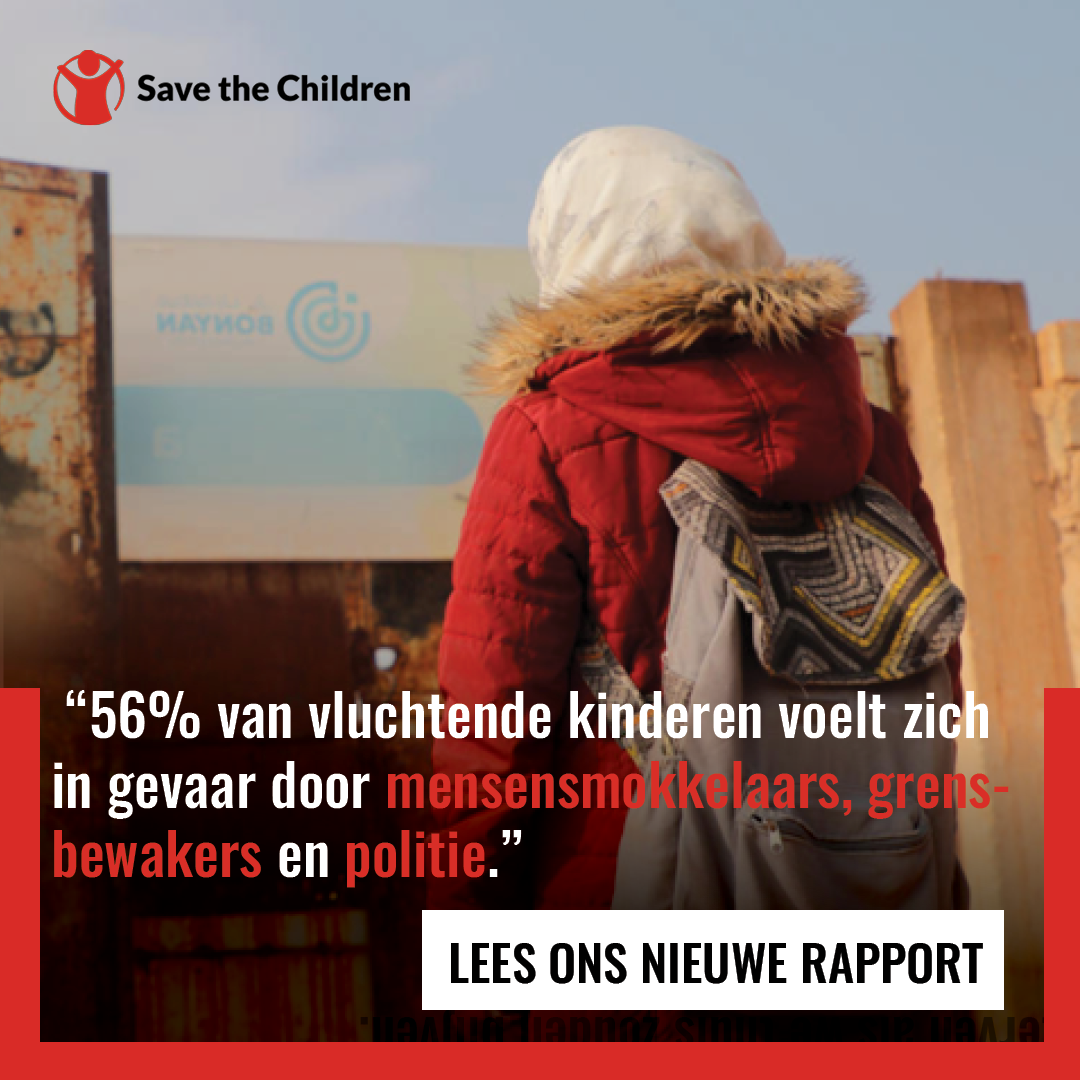 Save the Children
BONYAN
“56% van vluchtende kinderen voelt zich
in gevaar door mensensmokkelaars, grens-
bewakers en politie.”
LEES ONS NIEUWE RAPPORT